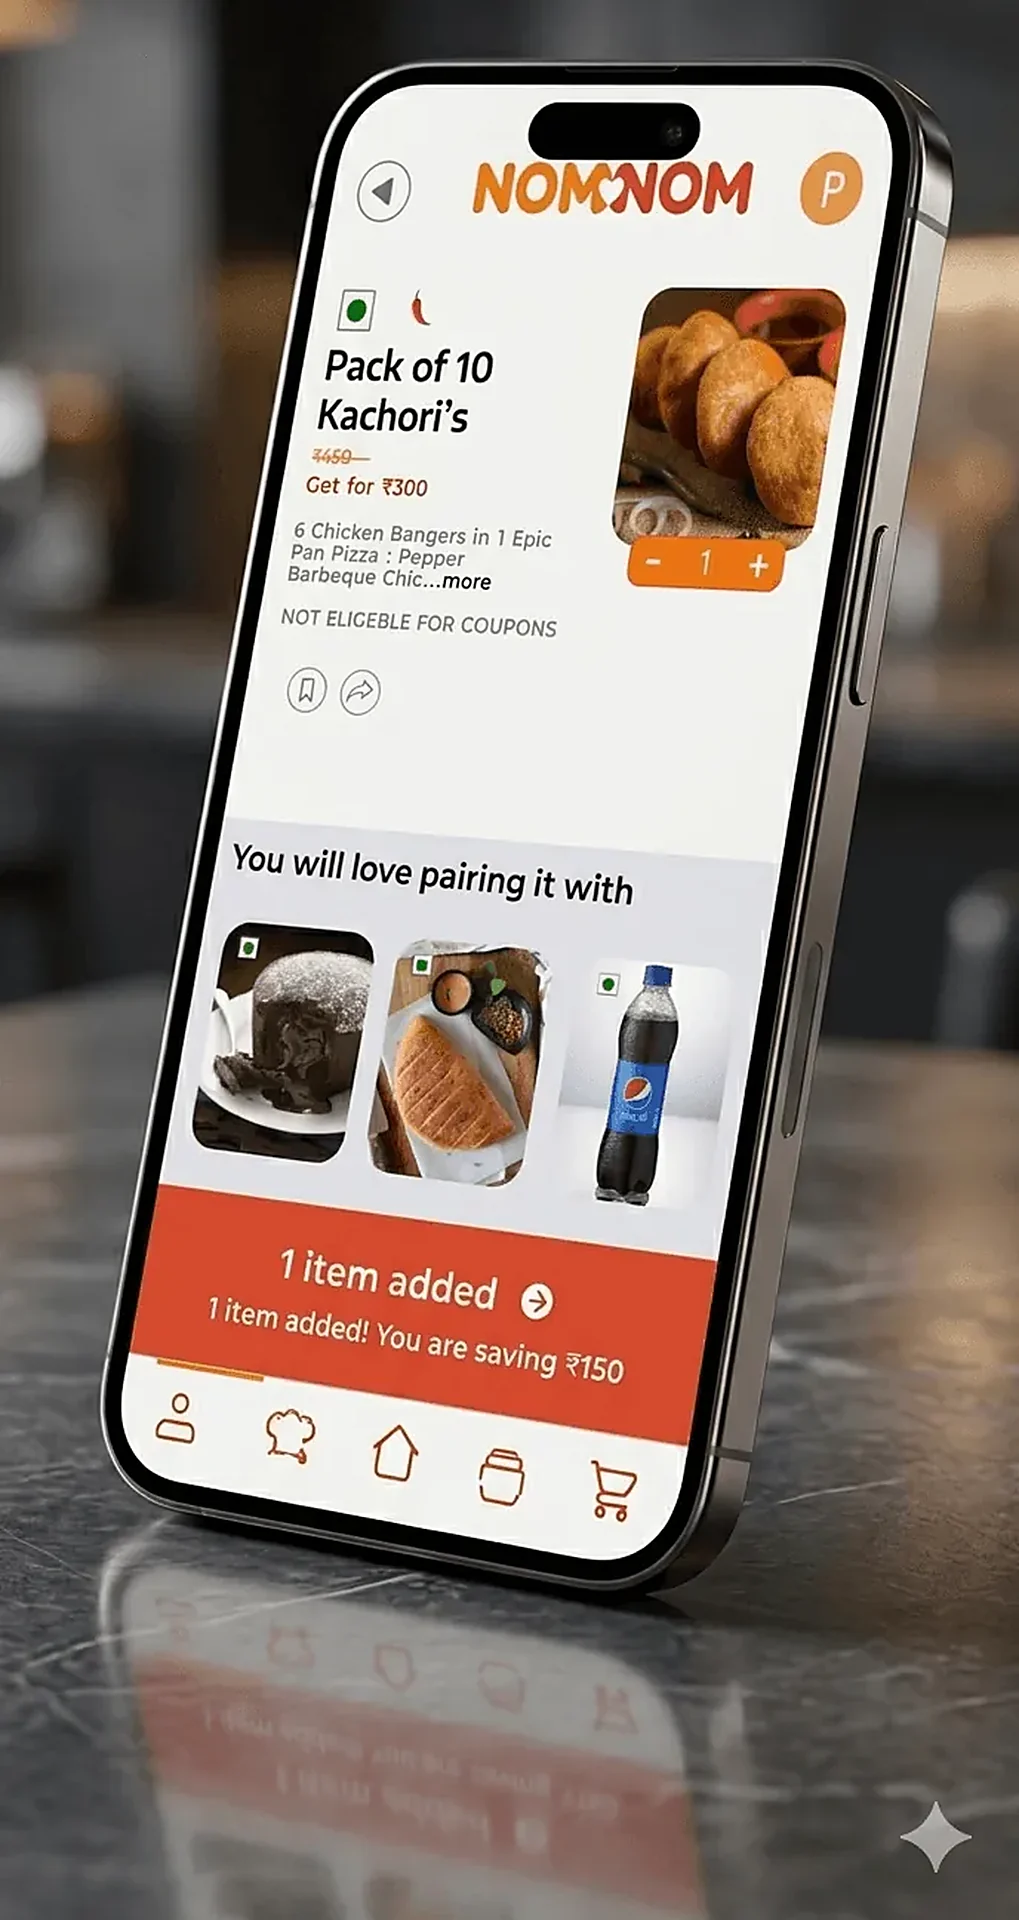 NOMNOM
P
Pack of 10
Kachori's
₹459
Get for ₹300
6 Chicken Bangers in 1 Epic
Pan Pizza : Pepper
Barbeque Chic...more
- 1 +
NOT ELIGEBLE FOR COUPONS
You will love pairing it with
1 item added
1 item added! You are saving ₹150